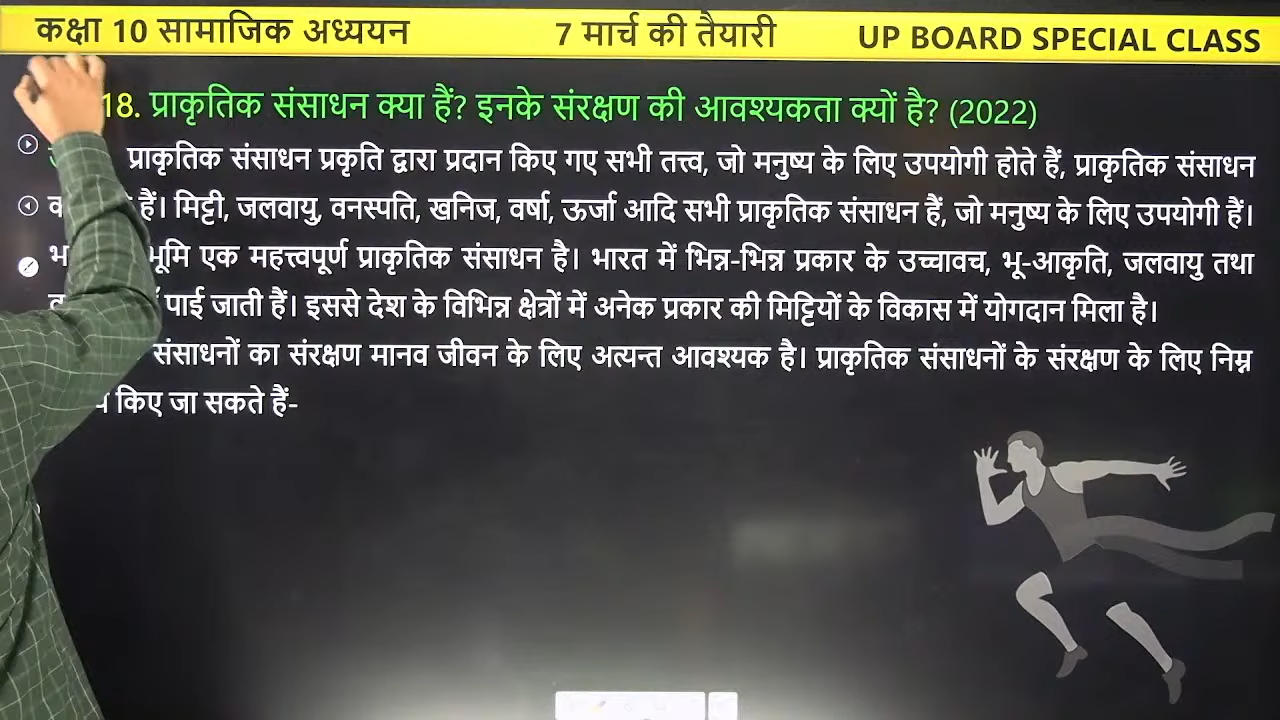 कक्षा 10 सामाजिक अध्ययन 7 मार्च की तैयारी UP BOARD SPECIAL CLASS
18. प्राकृतिक संसाधन क्या हैं? इनके संरक्षण की आवश्यकता क्यों है? (2022)
प्राकृतिक संसाधन प्रकृति द्वारा प्रदान किए गए सभी तत्त्व, जो मनुष्य के लिए उपयोगी होते हैं, प्राकृतिक संसाधन
हैं। मिट्टी, जलवायु, वनस्पति, खनिज, वर्षा, ऊर्जा आदि सभी प्राकृतिक संसाधन हैं, जो मनुष्य के लिए उपयोगी हैं।
भूमि एक महत्त्वपूर्ण प्राकृतिक संसाधन है। भारत में भिन्न-भिन्न प्रकार के उच्चावच, भू-आकृति, जलवायु तथा
पाई जाती हैं। इससे देश के विभिन्न क्षेत्रों में अनेक प्रकार की मिट्टियों के विकास में योगदान मिला है।
संसाधनों का संरक्षण मानव जीवन के लिए अत्यन्त आवश्यक है। प्राकृतिक संसाधनों के संरक्षण के लिए निम्न
किए जा सकते हैं-